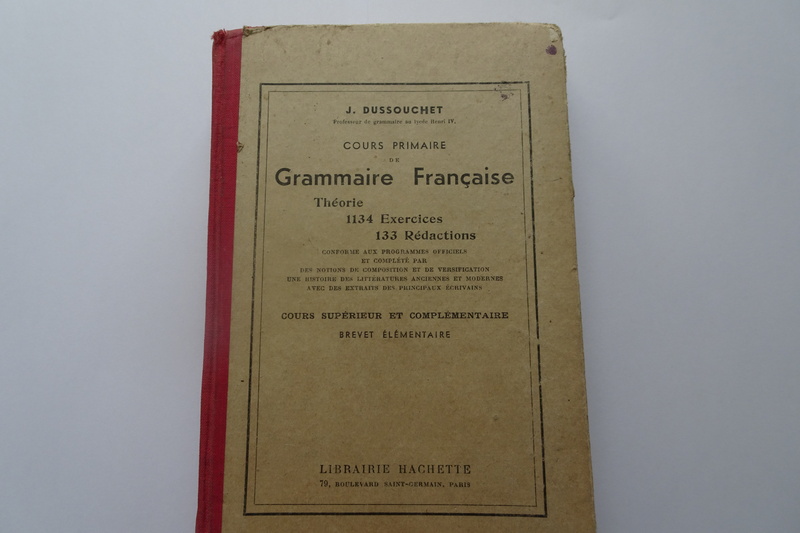 J. DUSSOUCHET
Professeur de grammaire au lycée Henri IV.
COURS PRIMAIRE
DE
Grammaire Française
Théorie
1134 Exercices
133 Rédactions
CONFORME AUX PROGRAMMES OFFICIELS
ET COMPLÉTÉ PAR
DES NOTIONS DE COMPOSITION ET DE VERSIFICATION
UNE HISTOIRE DES LITTÉRATURES ANCIENNES ET MODERNES
AVEC DES EXTRAITS DES PRINCIPAUX ÉCRIVAINS
COURS SUPÉRIEUR ET COMPLÉMENTAIRE
BREVET ÉLÉMENTAIRE
LIBRAIRIE HACHETTE
79, BOULEVARD SAINT-GERMAIN, PARIS